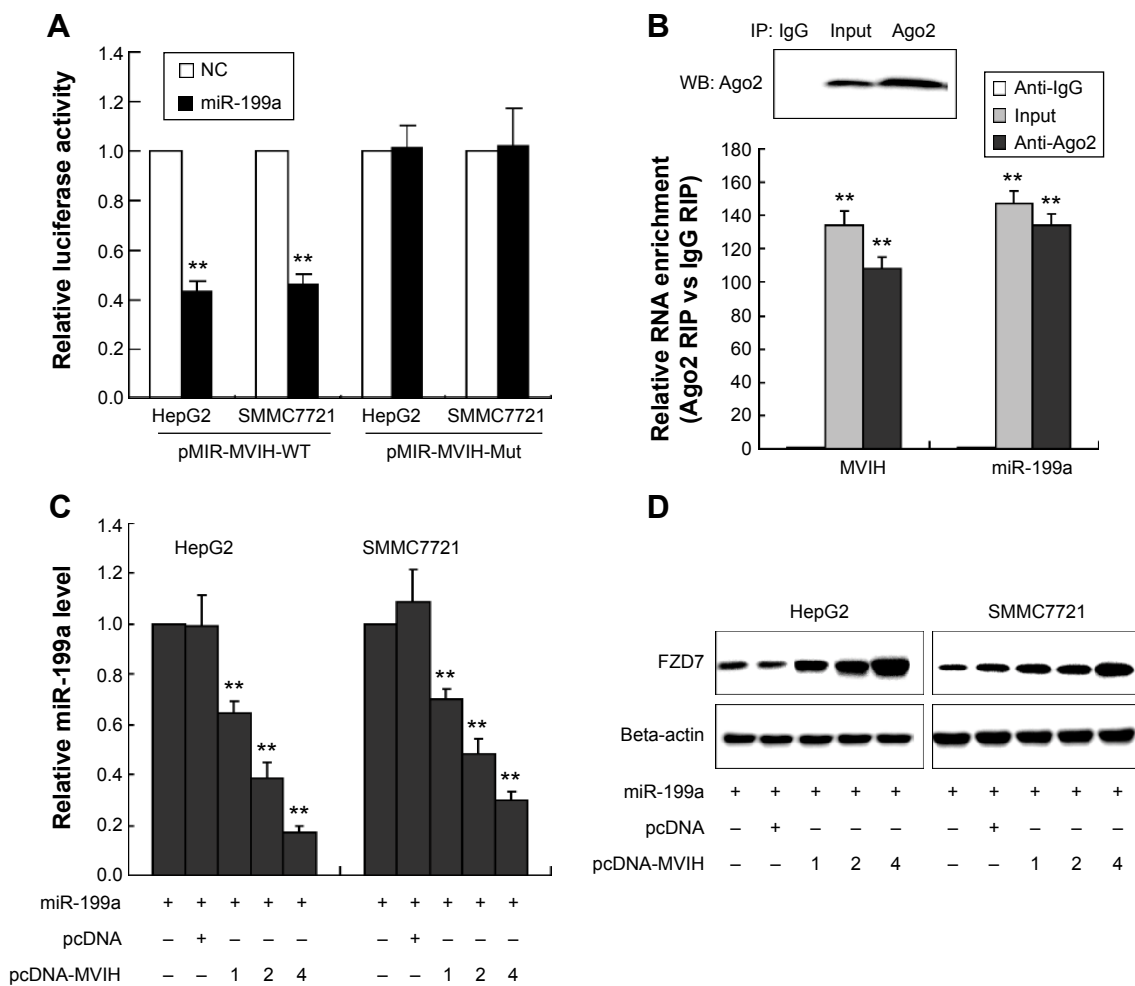 A
Relative luciferase activity
1.4
1.2
1.0
0.8
0.6
0.4
0.2
0.0
NC
miR-199a
**
**
HepG2 SMMC7721 HepG2 SMMC7721
pMIR-MVIH-WT pMIR-MVIH-Mut
B
IP: IgG Input Ago2
WB: Ago2
Anti-IgG
Input
Anti-Ago2
Relative RNA enrichment
(Ago2 RIP vs IgG RIP)
180
160
140
120
100
80
60
40
20
0
**
**
**
**
MVIH miR-199a
C
Relative miR-199a level
1.4
1.2
1.0
0.8
0.6
0.4
0.2
0.0
HepG2 SMMC7721
**
**
**
**
**
**
miR-199a + + + + + + + + + +
pcDNA – + – – – – + – – –
pcDNA-MVIH – – 1 2 4 – – 1 2 4
D
HepG2 SMMC7721
FZD7
Beta-actin
miR-199a + + + + + + + + + +
pcDNA – + – – – – + – – –
pcDNA-MVIH – – 1 2 4 – – 1 2 4